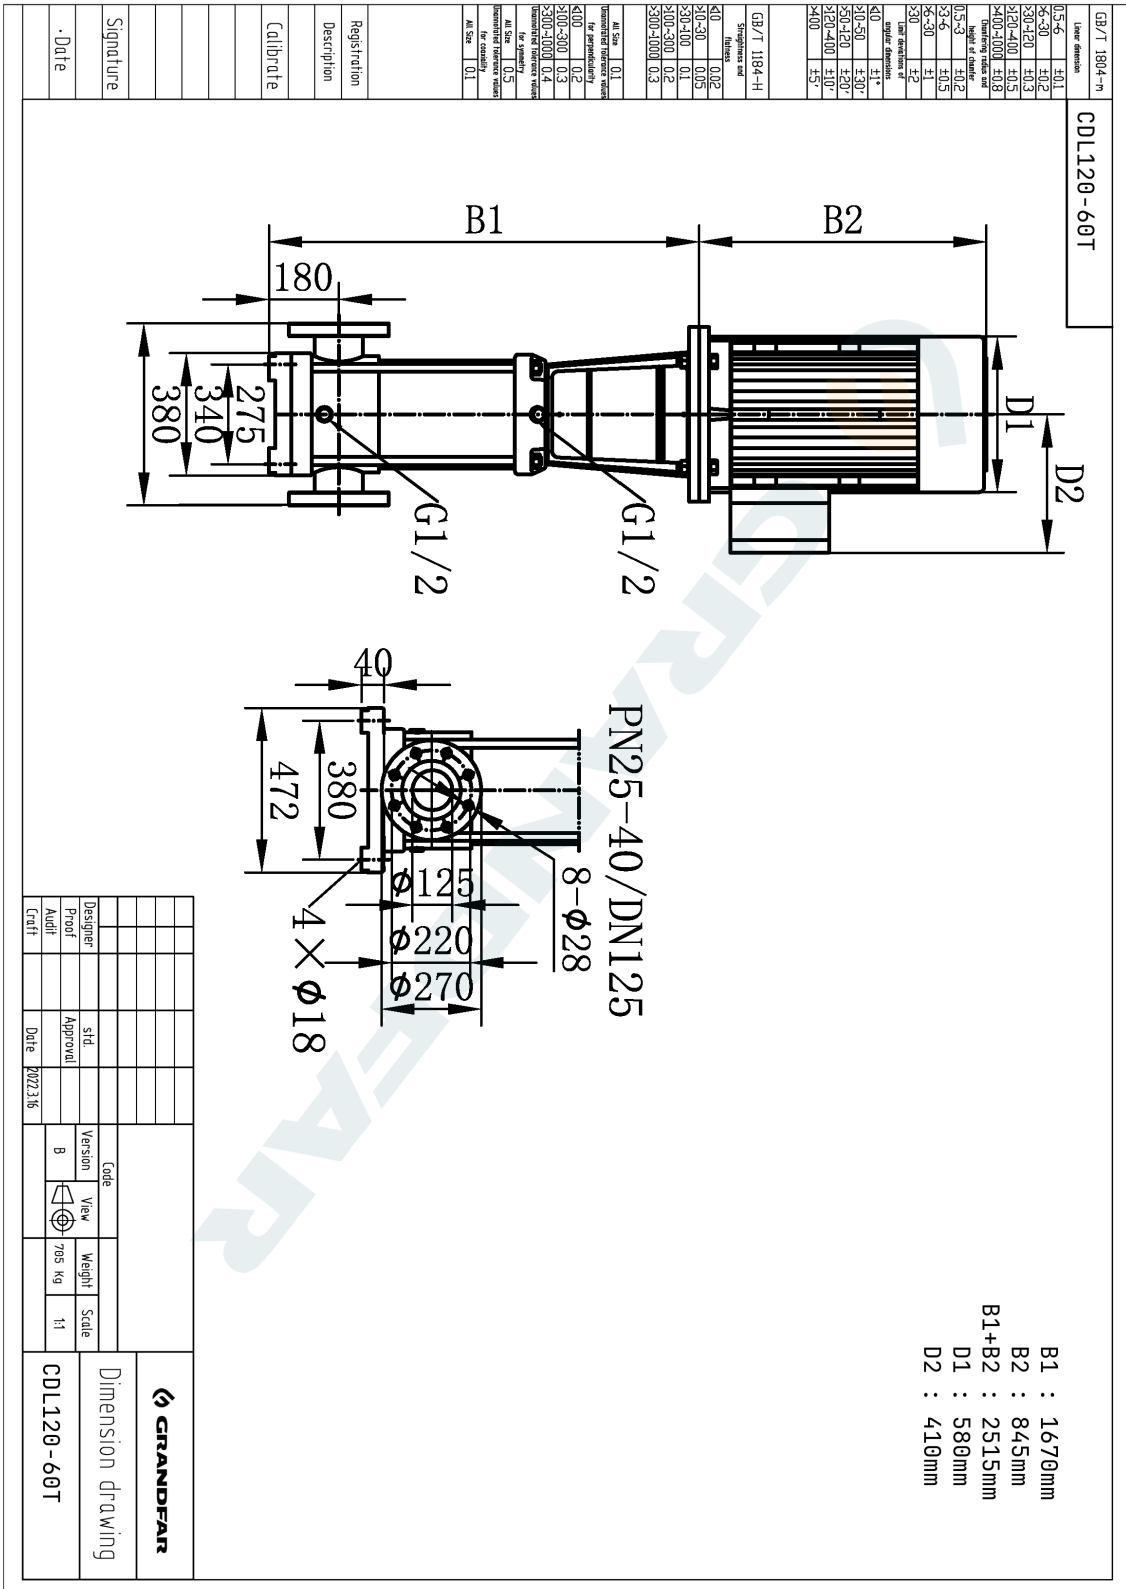 GB/T 1804-m
Linear dimension
0.5~6 ±0.1
>6~30 ±0.2
>30~120 ±0.3
>120~400 ±0.5
>400~1000 ±0.8
Chamfering radius and
height of chamfer
0.5~3 ±0.2
>3~6 ±0.5
>6~30 ±1
>30 ±2
Limit deviations of
angular dimensions
≤10 ±1°
>10~50 ±30′
>50~120 ±20′
>120~400 ±10′
>400 ±5′
GB/T 1184-H
Straightness and
flatness
≤10 0.02
>10~30 0.05
>30~100 0.1
>100~300 0.2
>300~1000 0.3
All Size 0.1
Unannotated tolerance values
for perpendicularity
≤100 0.2
>100~300 0.3
>300~1000 0.4
Unannotated tolerance values
for symmetry
All Size 0.5
Unannotated tolerance values
for coaxiality
All Size 0.1
Registration
Description
Calibrate
Signature
Date
CDL120-60T
B1
B2
D1
D2
180
275
340
380
G1/2
G1/2
PN25-40/DN125
40
380
472
8-ϕ28
ϕ125
ϕ220
ϕ270
4×ϕ18
B1 : 1670mm
B2 : 845mm
B1+B2 : 2515mm
D1 : 580mm
D2 : 410mm
GRANDFAR
Designer std.
Proof Approval
Audit
Craft Date 2022.3.16
Code
Version View Weight Scale
B 785 Kg 1:1
GRANDFAR
Dimension drawing
CDL120-60T